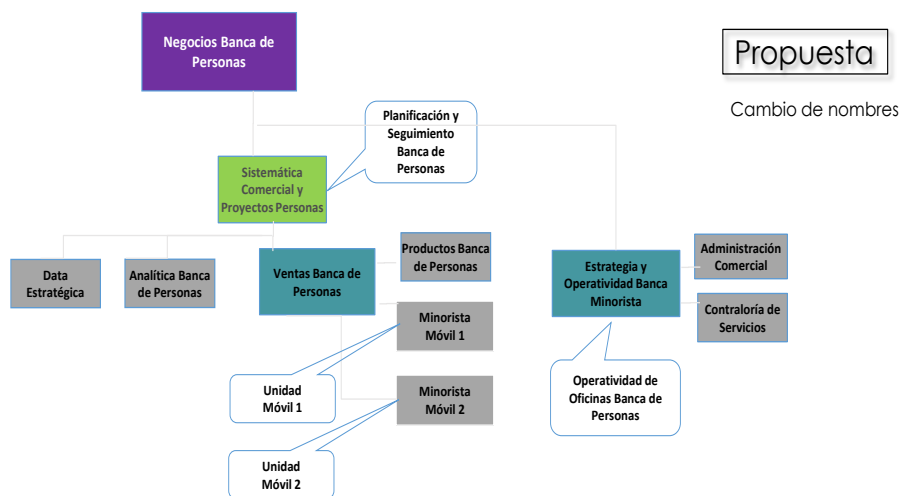 Negocios Banca de
Personas
Propuesta
Cambio de nombres
Planificación y
Seguimiento
Banca de
Personas
Sistemática
Comercial y
Proyectos Personas
Data
Estratégica
Analítica Banca
de Personas
Ventas Banca de
Personas
Productos Banca
de Personas
Estrategia y
Operatividad Banca
Minorista
Administración
Comercial
Contraloría de
Servicios
Minorista
Móvil 1
Unidad
Móvil 1
Minorista
Móvil 2
Operatividad de
Oficinas Banca de
Personas
Unidad
Móvil 2